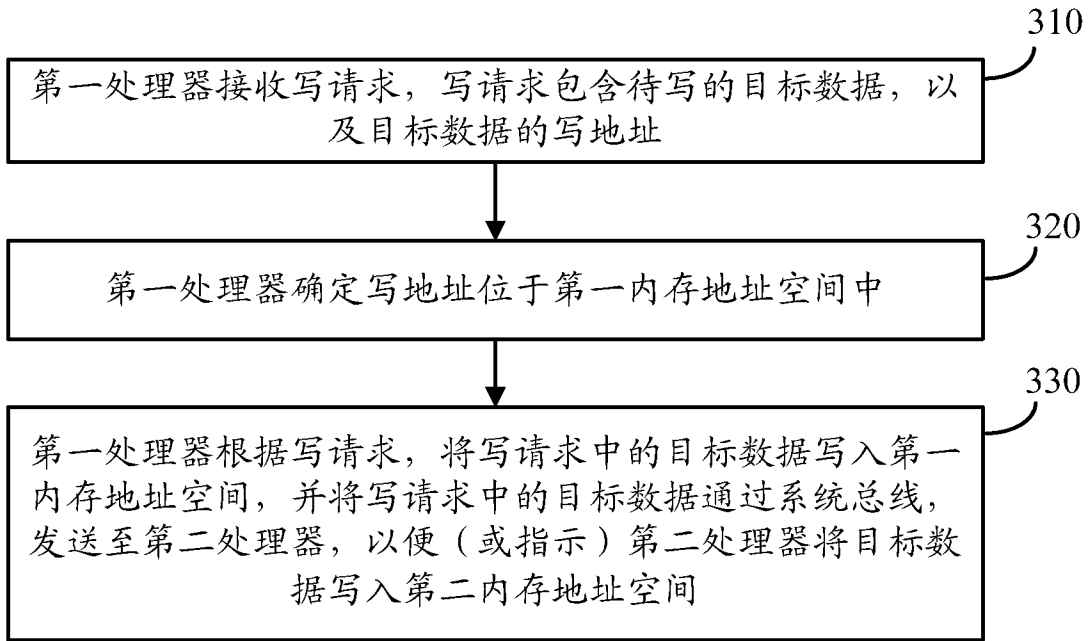 310
第一处理器接收写请求，写请求包含待写的目标数据，以
及目标数据的写地址
320
第一处理器确定写地址位于第一内存地址空间中
330
第一处理器根据写请求，将写请求中的目标数据写入第一
内存地址空间，并将写请求中的目标数据通过系统总线，
发送至第二处理器，以便（或指示）第二处理器将目标数
据写入第二内存地址空间